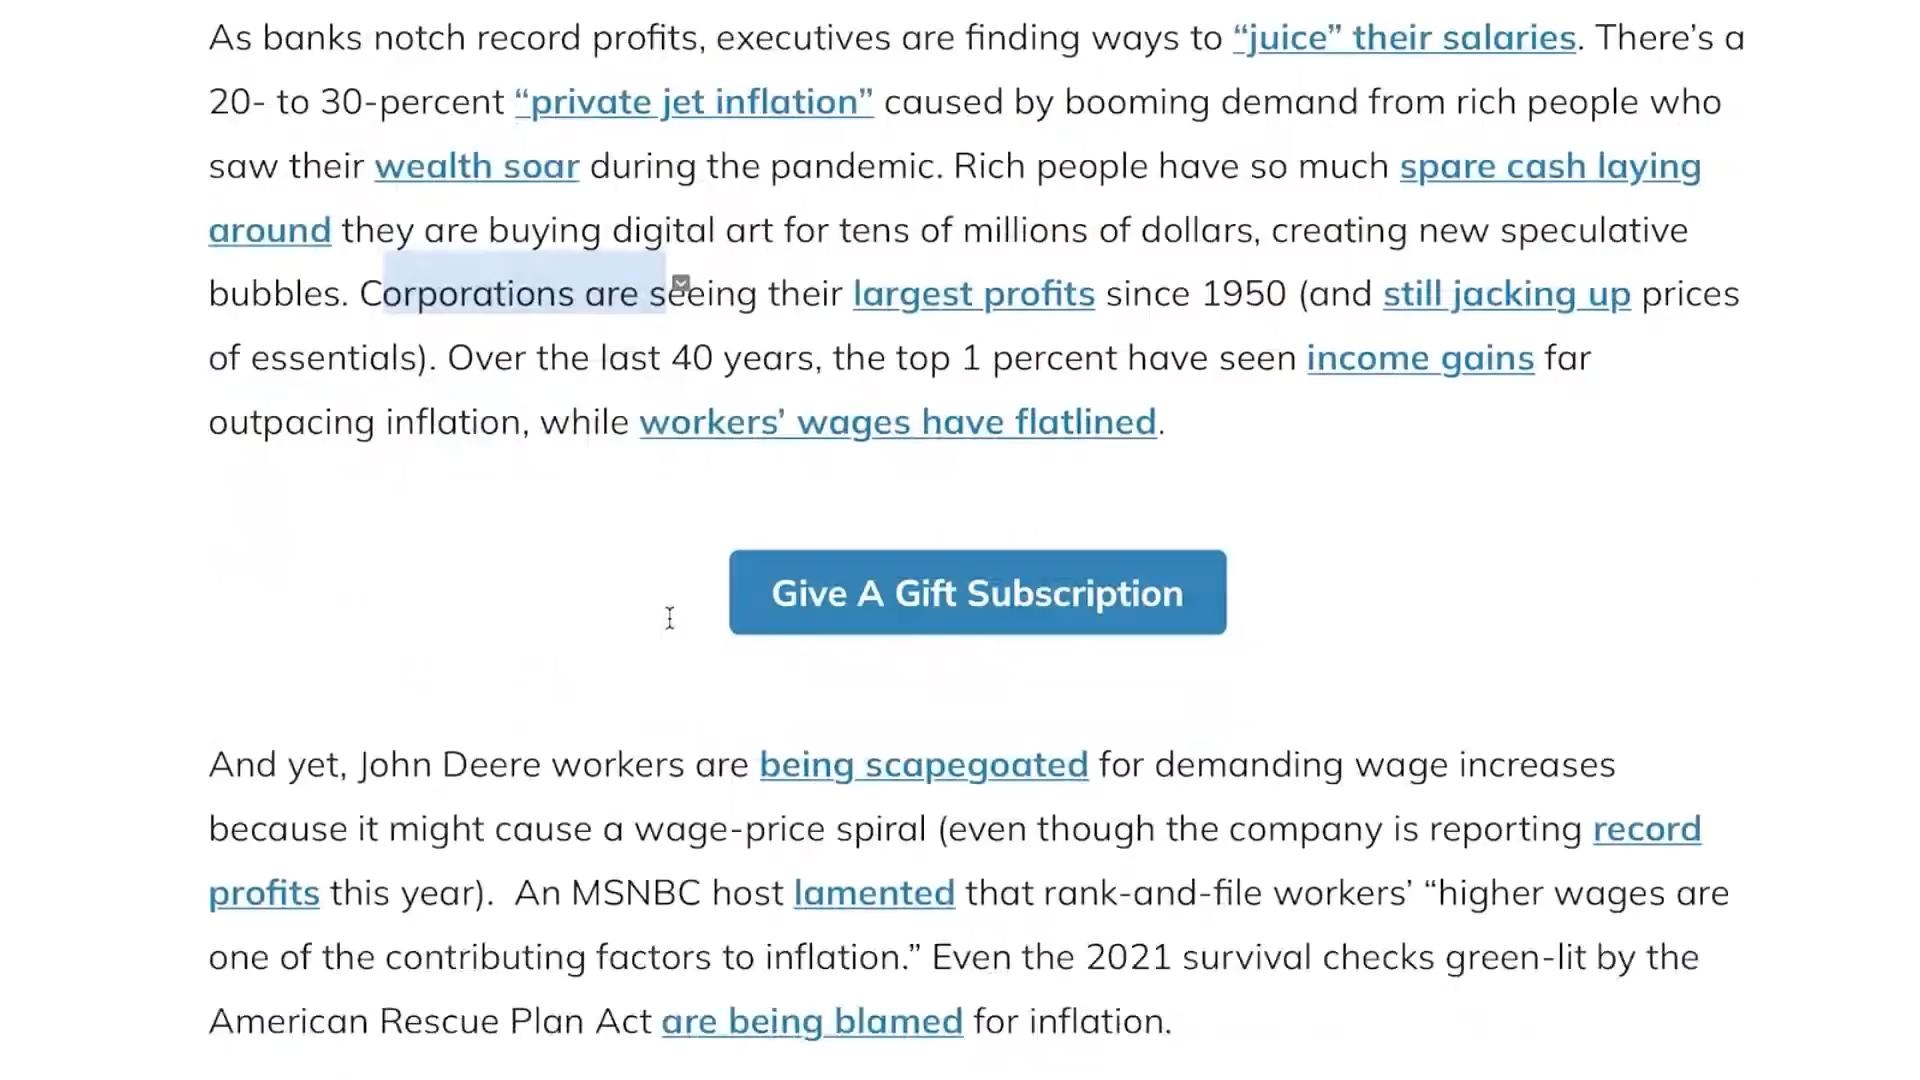 As banks notch record profits, executives are finding ways to “juice” their salaries. There’s a
20- to 30-percent “private jet inflation” caused by booming demand from rich people who
saw their wealth soar during the pandemic. Rich people have so much spare cash laying
around they are buying digital art for tens of millions of dollars, creating new speculative
bubbles. Corporations are seeing their largest profits since 1950 (and still jacking up prices
of essentials). Over the last 40 years, the top 1 percent have seen income gains far
outpacing inflation, while workers’ wages have flatlined.
Give A Gift Subscription
And yet, John Deere workers are being scapegoated for demanding wage increases
because it might cause a wage-price spiral (even though the company is reporting record
profits this year).  An MSNBC host lamented that rank-and-file workers’ “higher wages are
one of the contributing factors to inflation.” Even the 2021 survival checks green-lit by the
American Rescue Plan Act are being blamed for inflation.